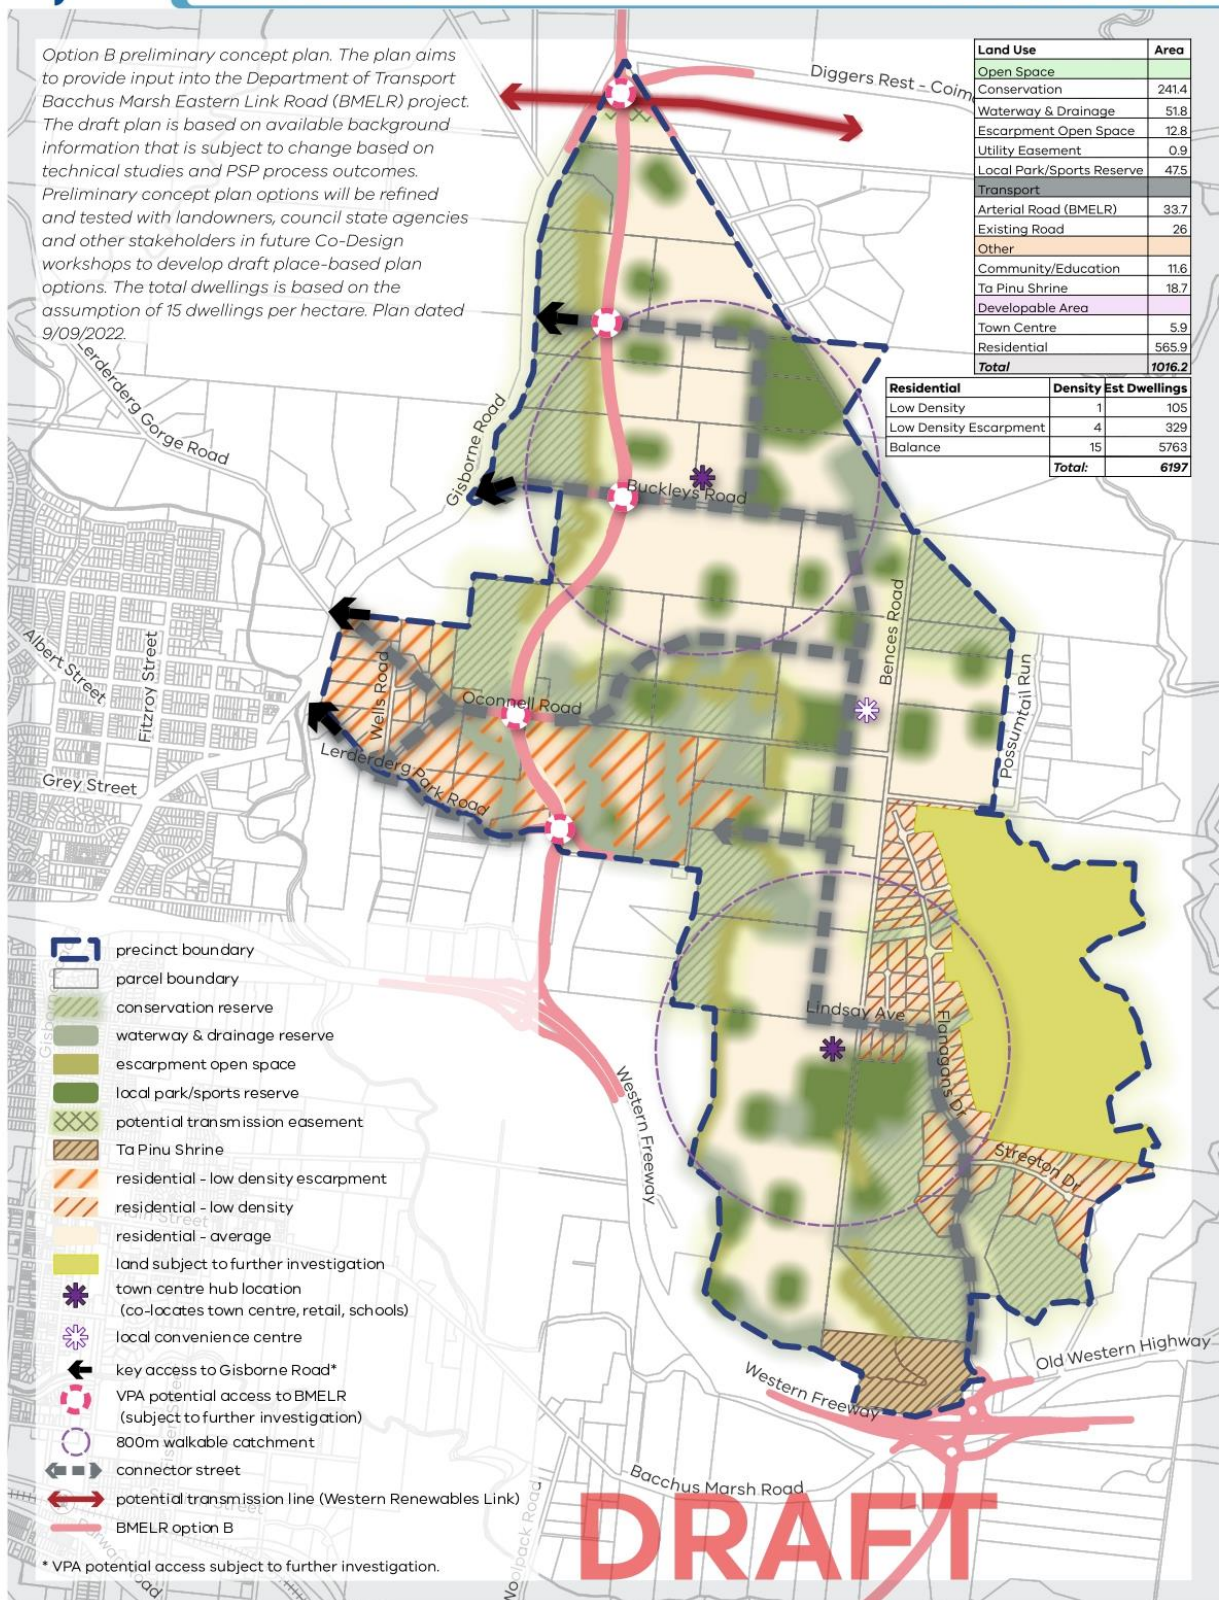 Option B preliminary concept plan. The plan aims
to provide input into the Department of Transport
Bacchus Marsh Eastern Link Road (BMELR) project.
The draft plan is based on available background
information that is subject to change based on
technical studies and PSP process outcomes.
Preliminary concept plan options will be refined
and tested with landowners, council state agencies
and other stakeholders in future Co-Design
workshops to develop draft place-based plan
options. The total dwellings is based on the
assumption of 15 dwellings per hectare. Plan dated
9/09/2022.
Diggers Rest - Coim
Land Use Area
Open Space
Conservation 241.4
Waterway & Drainage 51.8
Escarpment Open Space 12.8
Utility Easement 0.9
Local Park/Sports Reserve 47.5
Transport
Arterial Road (BMELR) 33.7
Existing Road 26
Other
Community/Education 11.6
Ta Pinu Shrine 18.7
Developable Area
Town Centre 5.9
Residential 565.9
Total 1016.2
Residential Density Est Dwellings
Low Density 1 105
Low Density Escarpment 4 329
Balance 15 5763
Total: 6197
Lerderderg Gorge Road
Gisborne Road
Buckleys Road
Bences Road
Possumtail Run
Albert Street
Fitzroy Street
Wells Road
Oconnell Road
Lerderderg Park Road
Grey Street
Lindsay Ave
Flanagans Dr
Streeton Dr
Western Freeway
Old Western Highway
Western Freeway
Bacchus Marsh Road
Woolpack Road
precinct boundary
parcel boundary
conservation reserve
waterway & drainage reserve
escarpment open space
local park/sports reserve
potential transmission easement
Ta Pinu Shrine
residential - low density escarpment
residential - low density
residential - average
land subject to further investigation
town centre hub location
(co-locates town centre, retail, schools)
local convenience centre
key access to Gisborne Road*
VPA potential access to BMELR
(subject to further investigation)
800m walkable catchment
connector street
potential transmission line (Western Renewables Link)
BMELR option B
* VPA potential access subject to further investigation.
DRAFT